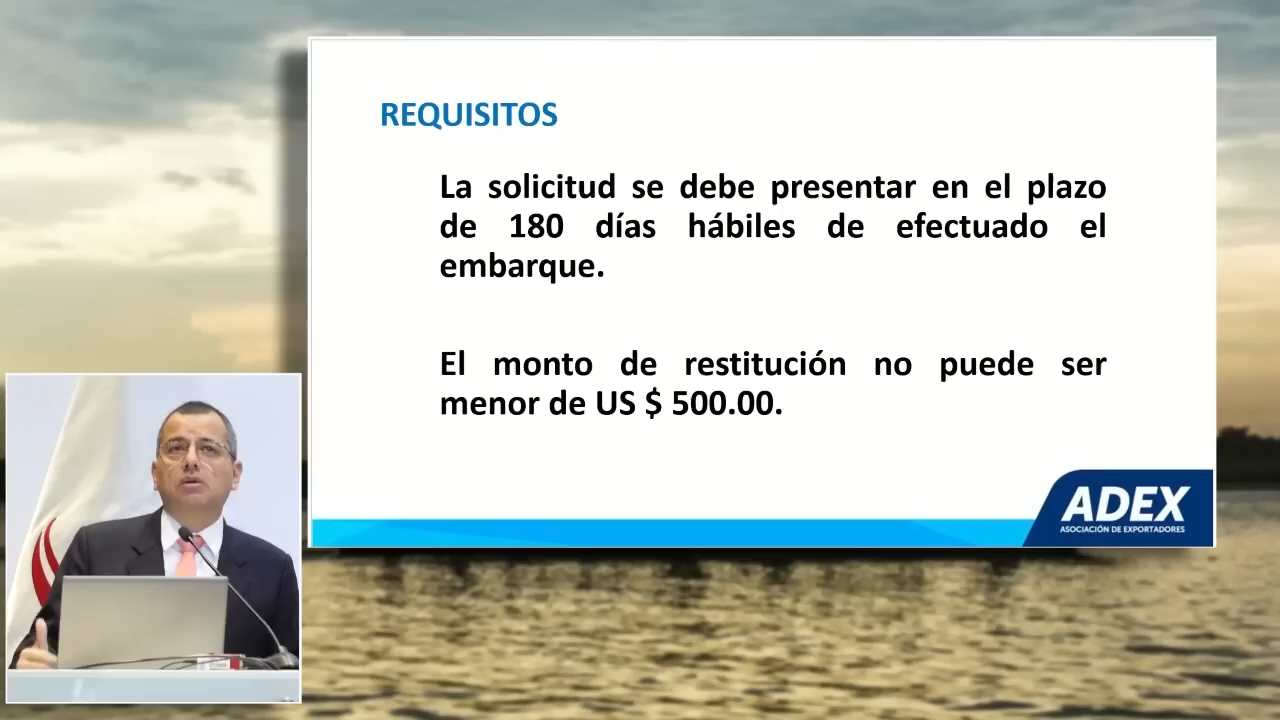 REQUISITOS
La solicitud se debe presentar en el plazo
de 180 días hábiles de efectuado el
embarque.
El monto de restitución no puede ser
menor de US $ 500.00.
ADEX
ASOCIACIÓN DE EXPORTADORES